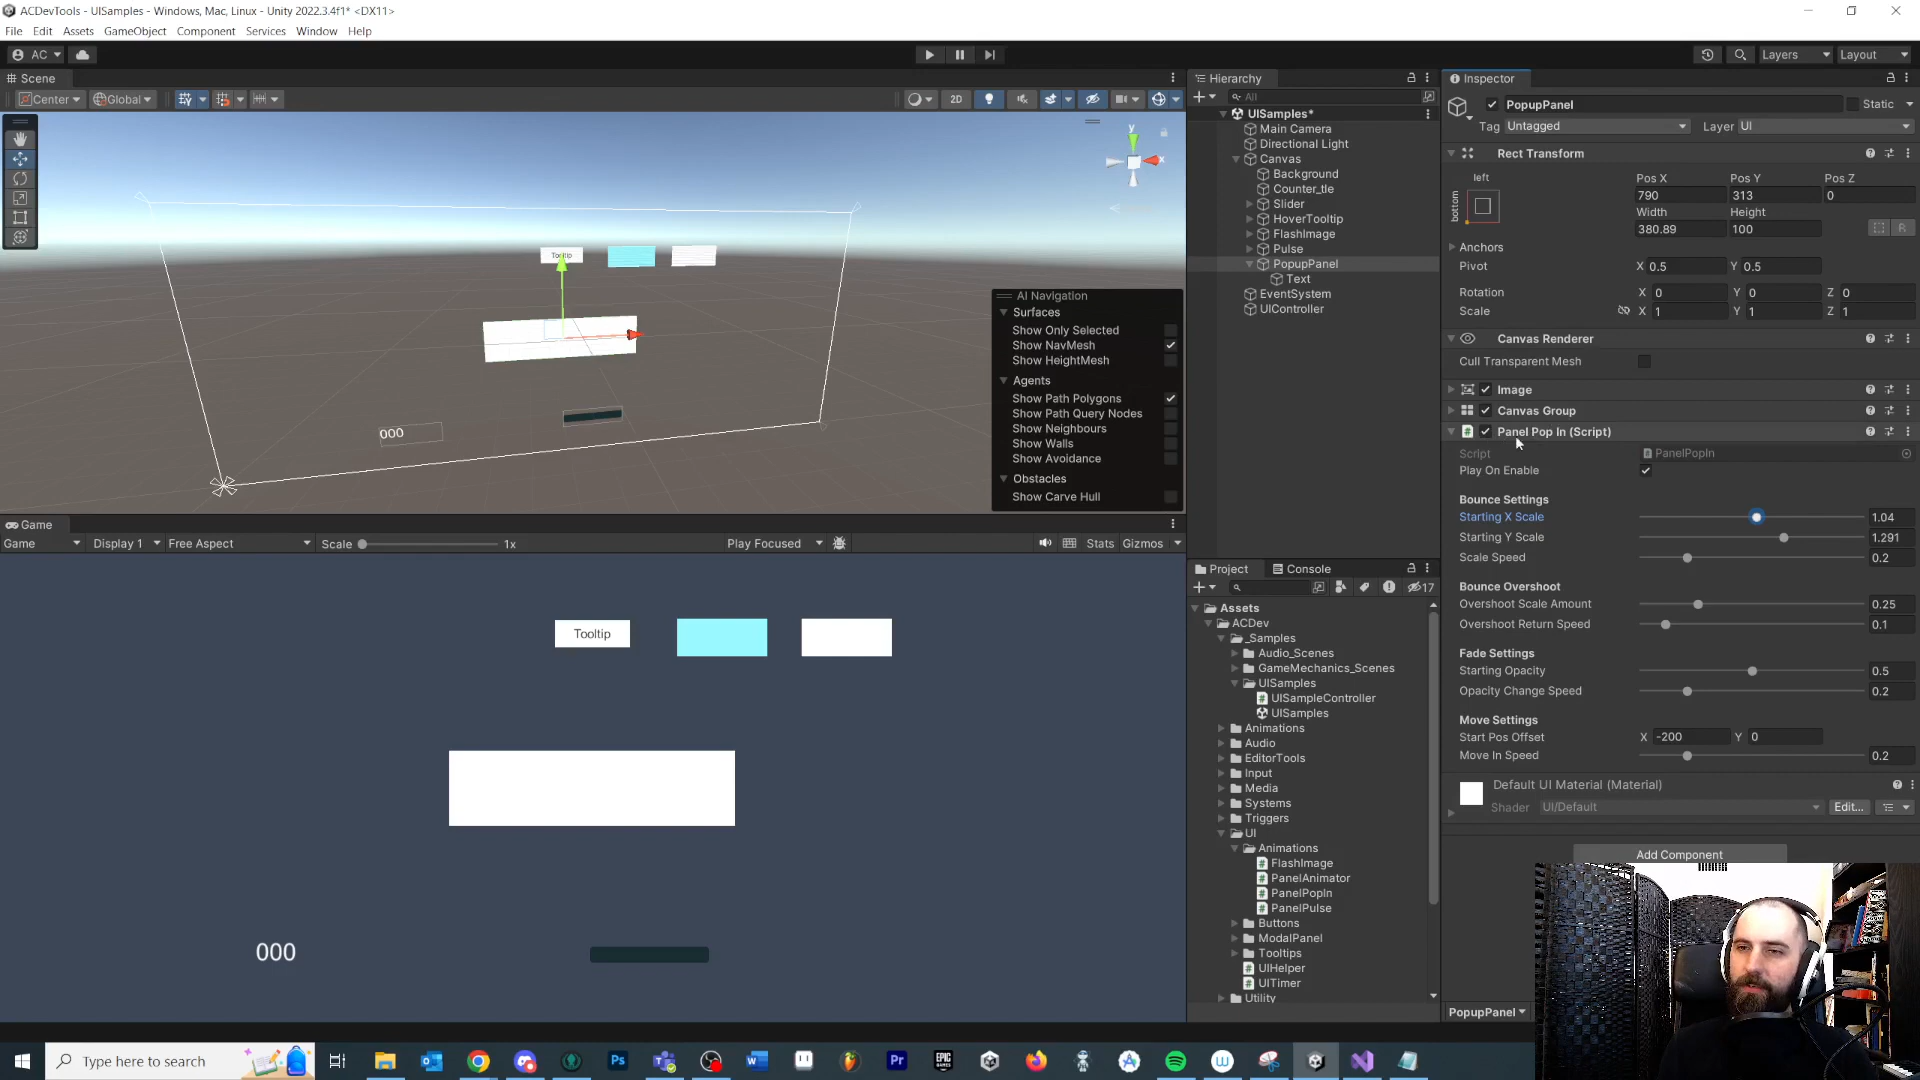 ACDevTools - UISamples - Windows, Mac, Linux - Unity 2022.3.4f1* <DX11>
File Edit Assets GameObject Component Services Window Help
AC
Layers
Layout
Scene
Center
Global
2D
y
x
Tooltip
000
AI Navigation
Surfaces
Show Only Selected
Show NavMesh
Show HeightMesh
Agents
Show Path Polygons
Show Path Query Nodes
Show Neighbours
Show Walls
Show Avoidance
Obstacles
Show Carve Hull
Game
Game
Display 1
Free Aspect
Scale
1x
Play Focused
Stats
Gizmos
Tooltip
000
Hierarchy
All
UISamples*
Main Camera
Directional Light
Canvas
Background
Counter_tle
Slider
HoverTooltip
FlashImage
Pulse
PopupPanel
Text
EventSystem
UIController
Project
Console
17
Assets
ACDev
_Samples
Audio_Scenes
GameMechanics_Scenes
UISamples
UISampleController
UISamples
Animations
Audio
EditorTools
Input
Media
Systems
Triggers
UI
Animations
FlashImage
PanelAnimator
PanelPopIn
PanelPulse
Buttons
ModalPanel
Tooltips
UIHelper
UITimer
Utility
Inspector
PopupPanel
Static
Tag Untagged
Layer UI
Rect Transform
left
bottom
Pos X Pos Y Pos Z
790 313 0
Width Height
380.89 100
R
Anchors
Pivot X 0.5 Y 0.5
Rotation X 0 Y 0 Z 0
Scale X 1 Y 1 Z 1
Canvas Renderer
Cull Transparent Mesh
Image
Canvas Group
Panel Pop In (Script)
Script PanelPopIn
Play On Enable
Bounce Settings
Starting X Scale 1.04
Starting Y Scale 1.291
Scale Speed 0.2
Bounce Overshoot
Overshoot Scale Amount 0.25
Overshoot Return Speed 0.1
Fade Settings
Starting Opacity 0.5
Opacity Change Speed 0.2
Move Settings
Start Pos Offset X -200 Y 0
Move In Speed 0.2
Default UI Material (Material)
Shader UI/Default
Edit...
Add Component
PopupPanel
Type here to search